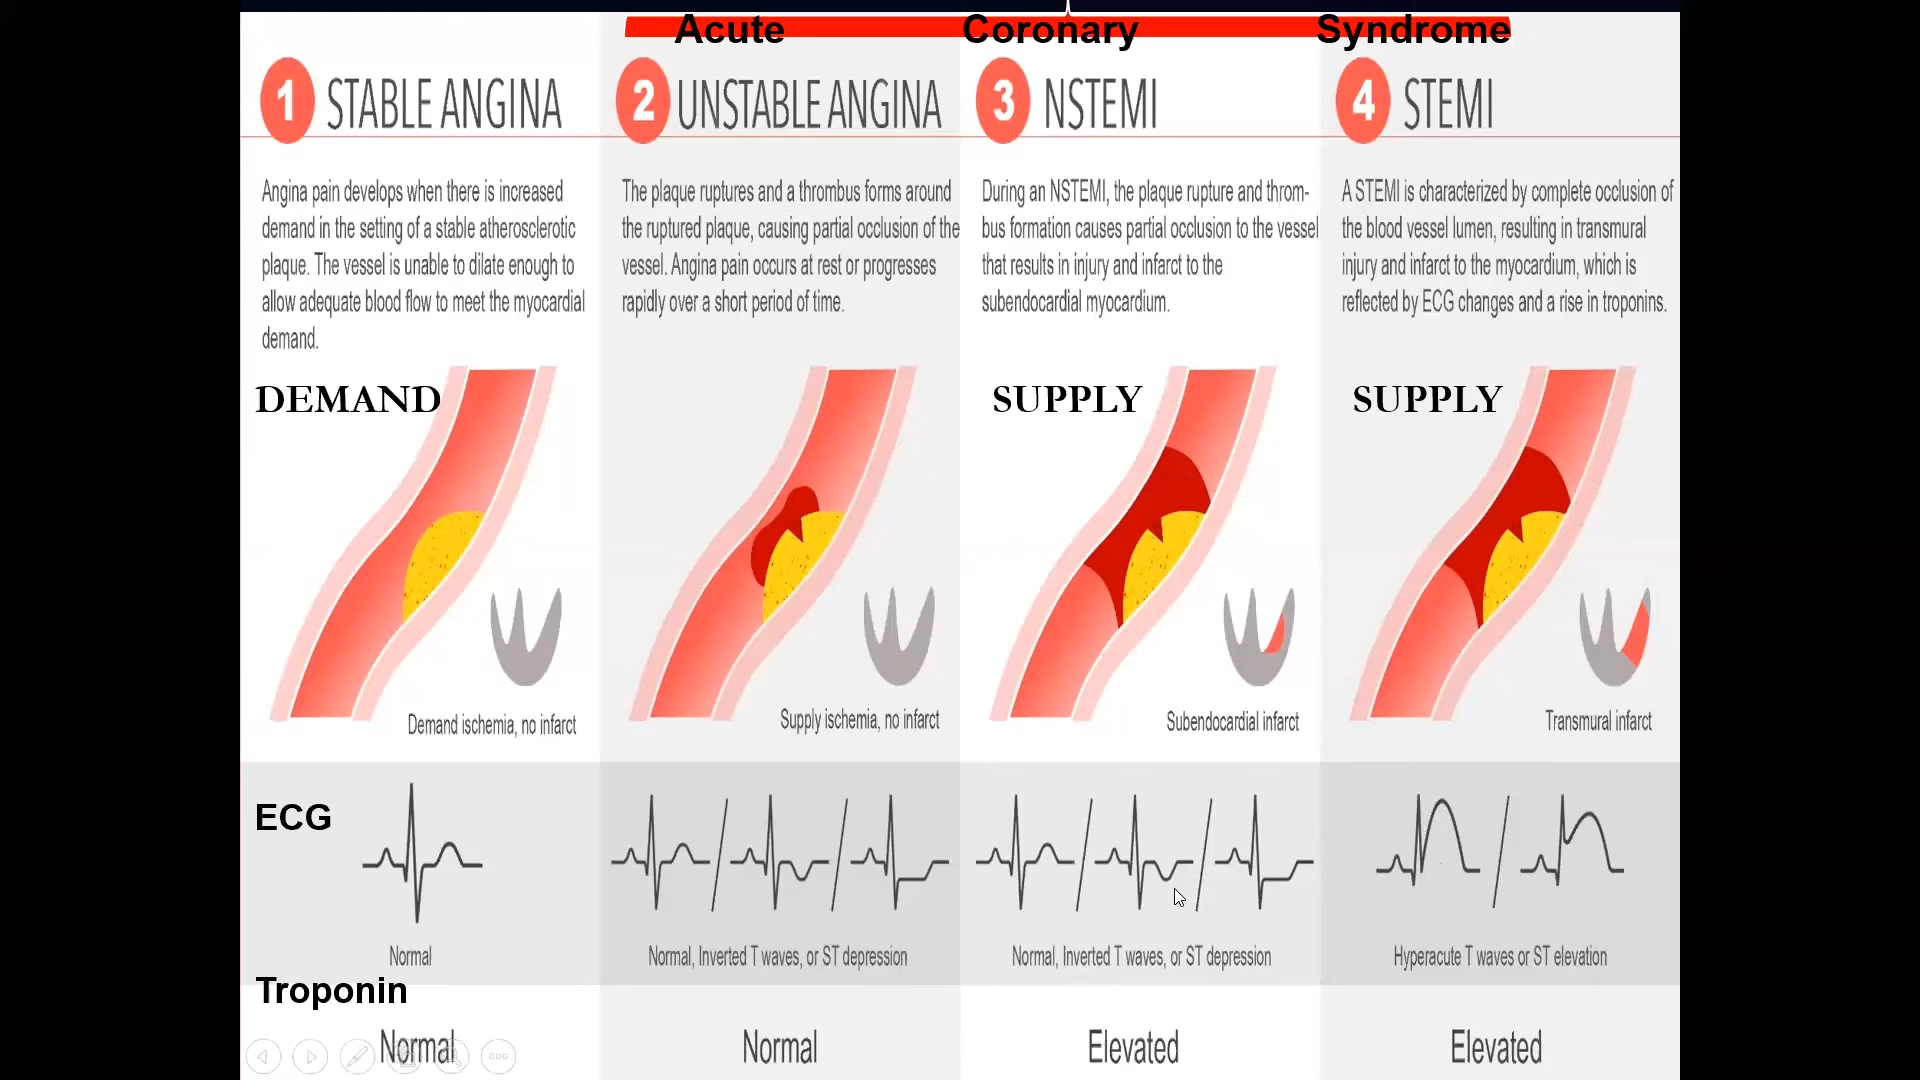 Acute Coronary Syndrome
1 STABLE ANGINA
Angina pain develops when there is increased
demand in the setting of a stable atherosclerotic
plaque. The vessel is unable to dilate enough to
allow adequate blood flow to meet the myocardial
demand.
DEMAND
Demand ischemia, no infarct
2 UNSTABLE ANGINA
The plaque ruptures and a thrombus forms around
the ruptured plaque, causing partial occlusion of the
vessel. Angina pain occurs at rest or progresses
rapidly over a short period of time.
Supply ischemia, no infarct
3 NSTEMI
During an NSTEMI, the plaque rupture and throm-
bus formation causes partial occlusion to the vessel
that results in injury and infarct to the
subendocardial myocardium.
SUPPLY
Subendocardial infarct
4 STEMI
A STEMI is characterized by complete occlusion of
the blood vessel lumen, resulting in transmural
injury and infarct to the myocardium, which is
reflected by ECG changes and a rise in troponins.
SUPPLY
Transmural infarct
ECG
Normal
Normal, Inverted T waves, or ST depression
Normal, Inverted T waves, or ST depression
Hyperacute T waves or ST elevation
Troponin
Normal
Normal
Elevated
Elevated